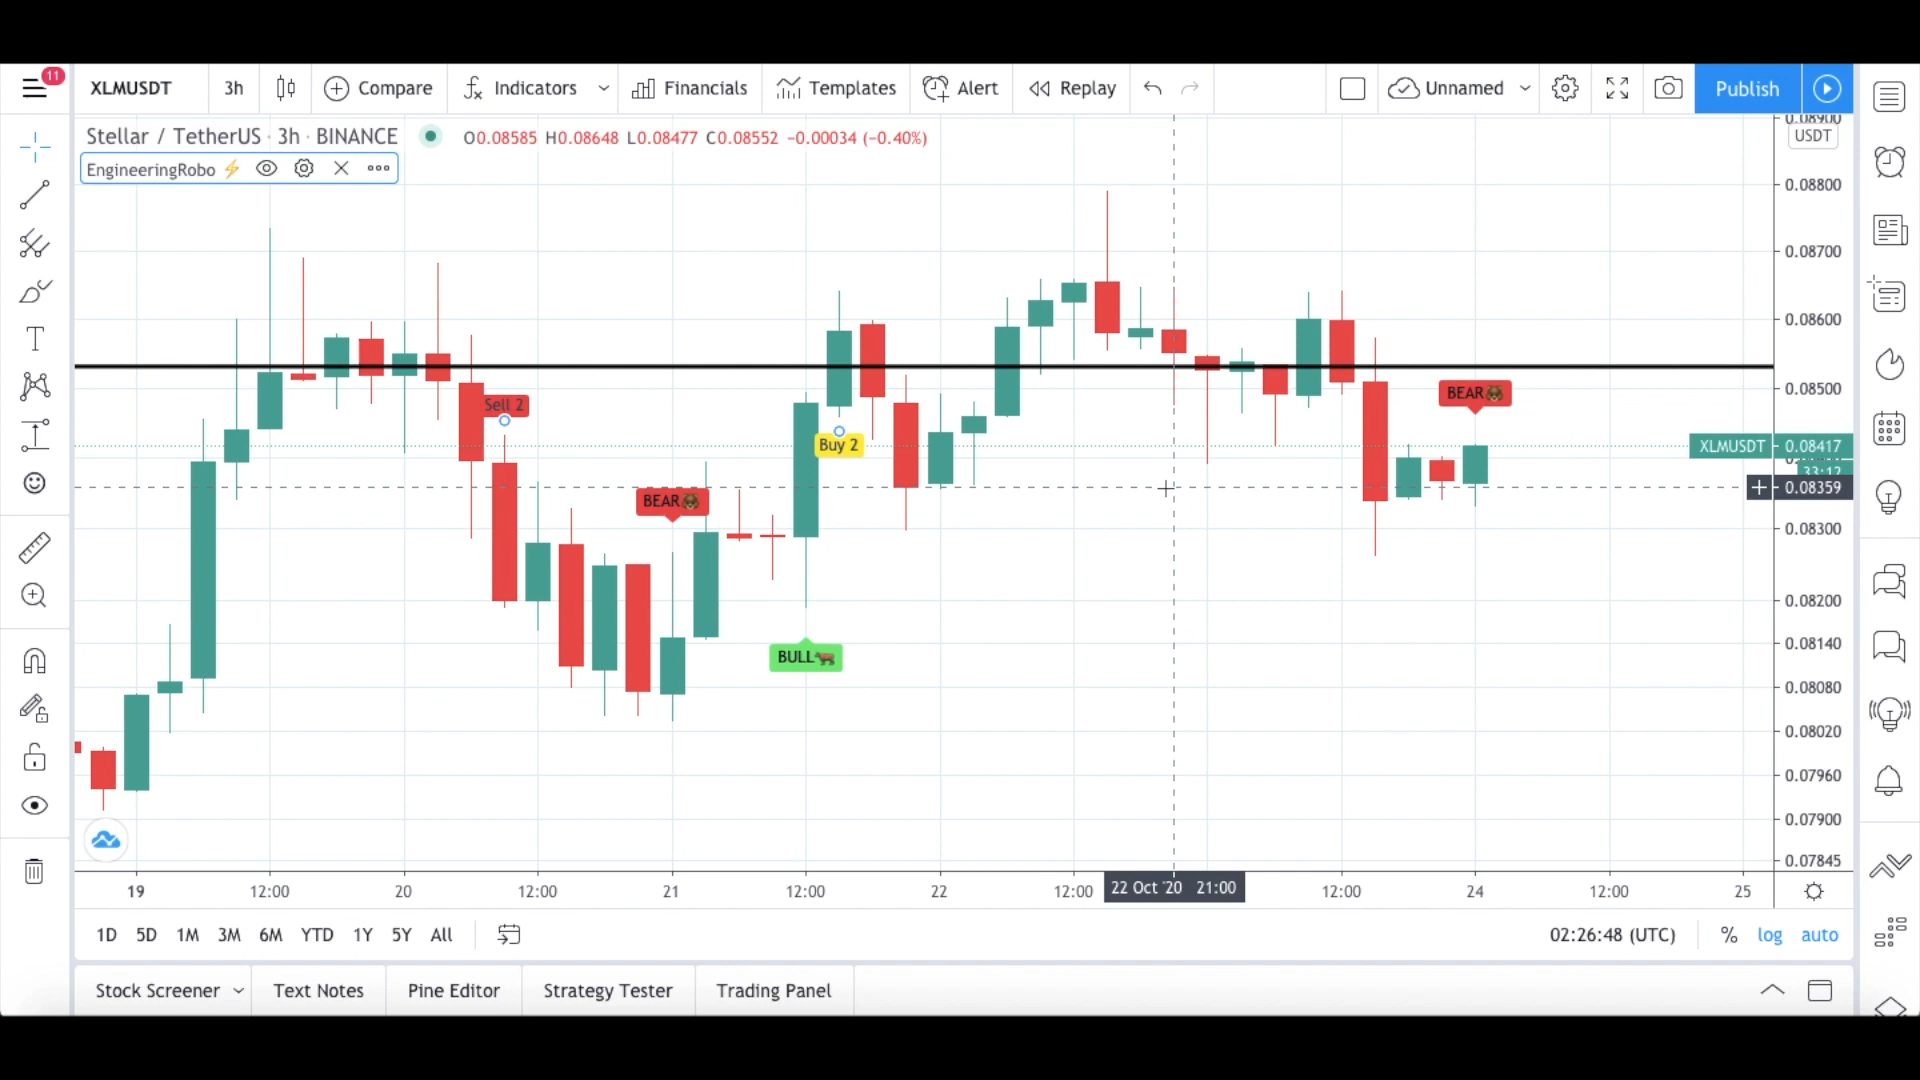 11
XLMUSDT 3h Compare Indicators Financials Templates Alert Replay Unnamed Publish
Stellar / TetherUS · 3h · BINANCE O0.08585 H0.08648 L0.08477 C0.08552 −0.00034 (−0.40%)
EngineeringRobo
0.08900
USDT
0.08800
0.08700
0.08600
0.08500
BEAR
Sell 2
Buy 2
XLMUSDT 0.08417
33:12
0.08359
BEAR
0.08300
0.08200
0.08140
BULL
0.08080
0.08020
0.07960
0.07900
0.07845
19 12:00 20 12:00 21 12:00 22 12:00 22 Oct '20 21:00 12:00 24 12:00 25
1D 5D 1M 3M 6M YTD 1Y 5Y All 02:26:48 (UTC) % log auto
Stock Screener Text Notes Pine Editor Strategy Tester Trading Panel